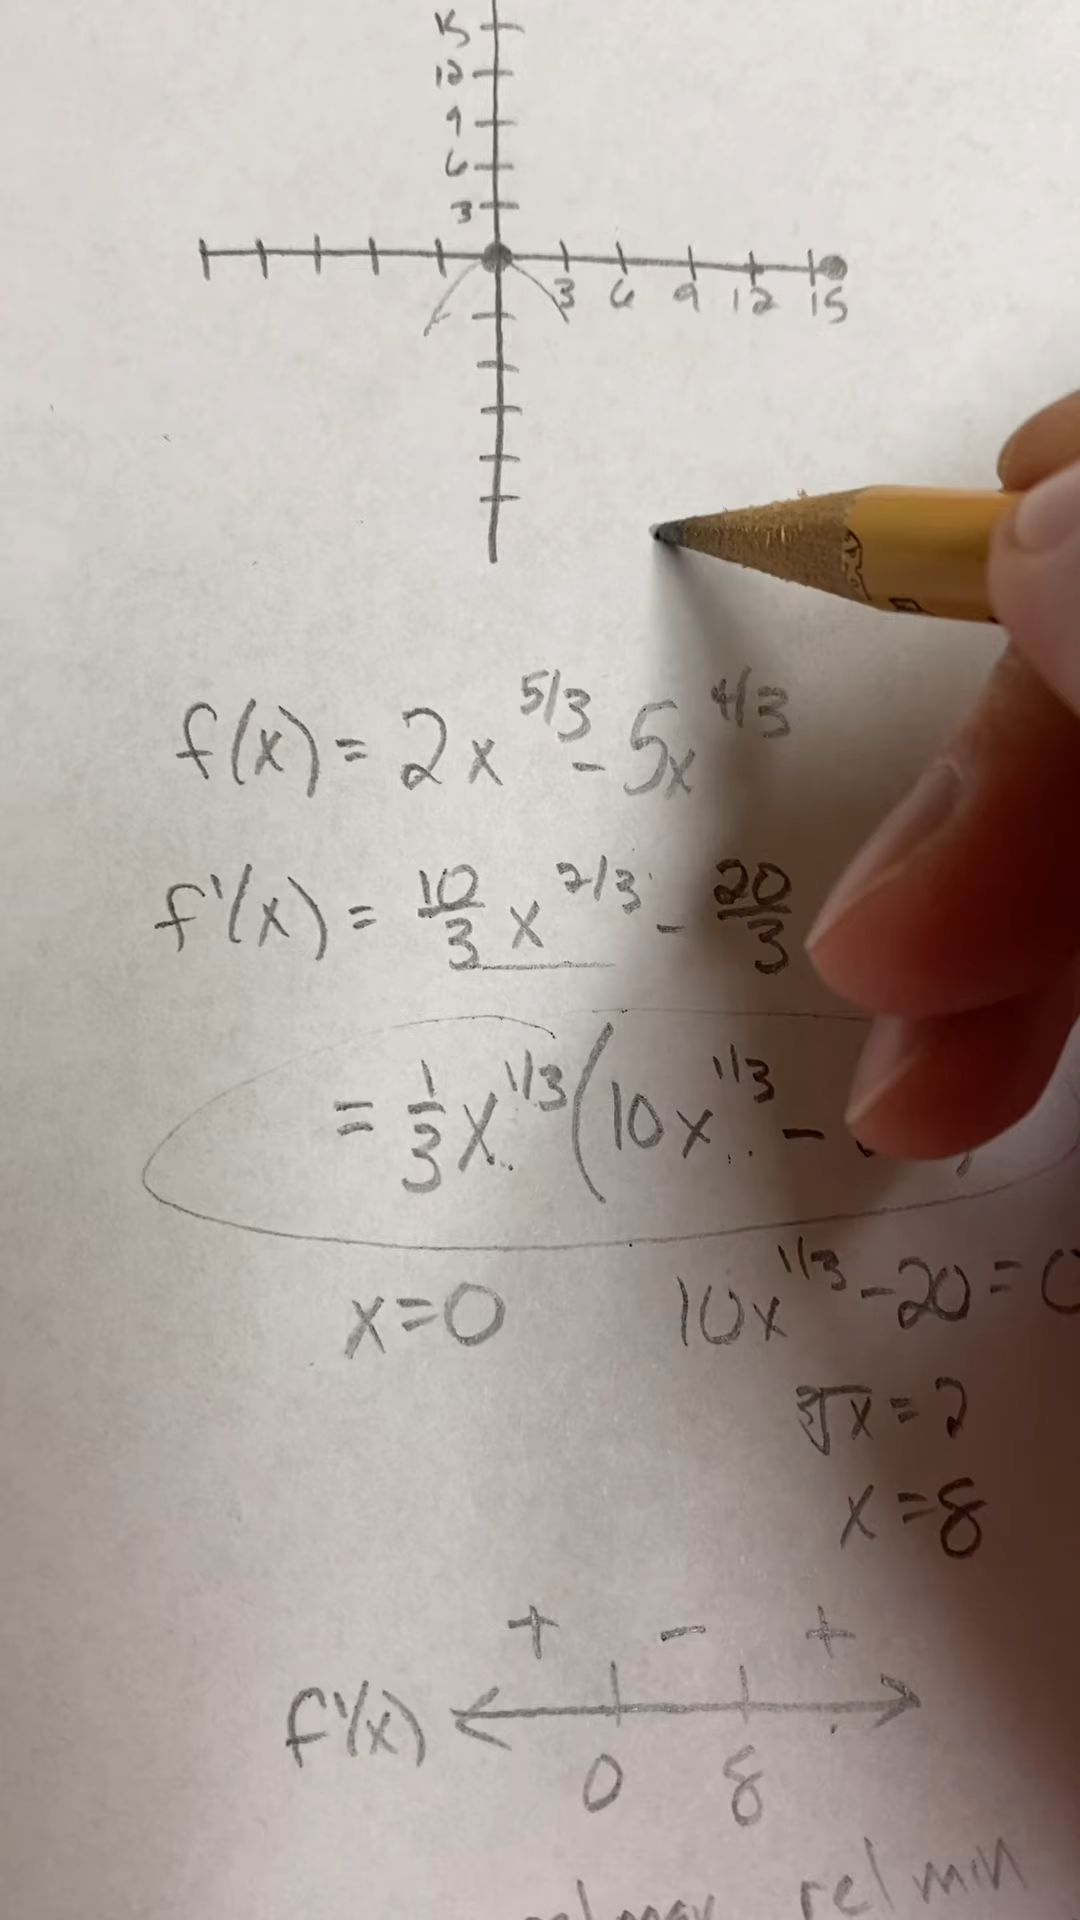 15
12
9
6
3
3 6 9 12 15
f(x) = 2x^5/3 - 5x^4/3
f'(x) = 10/3 x^2/3 - 20/3
= 1/3 x^1/3 (10x^1/3 -
x=0 10x^1/3 - 20 = 0
∛x = 2
x = 8
+ - +
f'(x)
0 8
rel max rel min